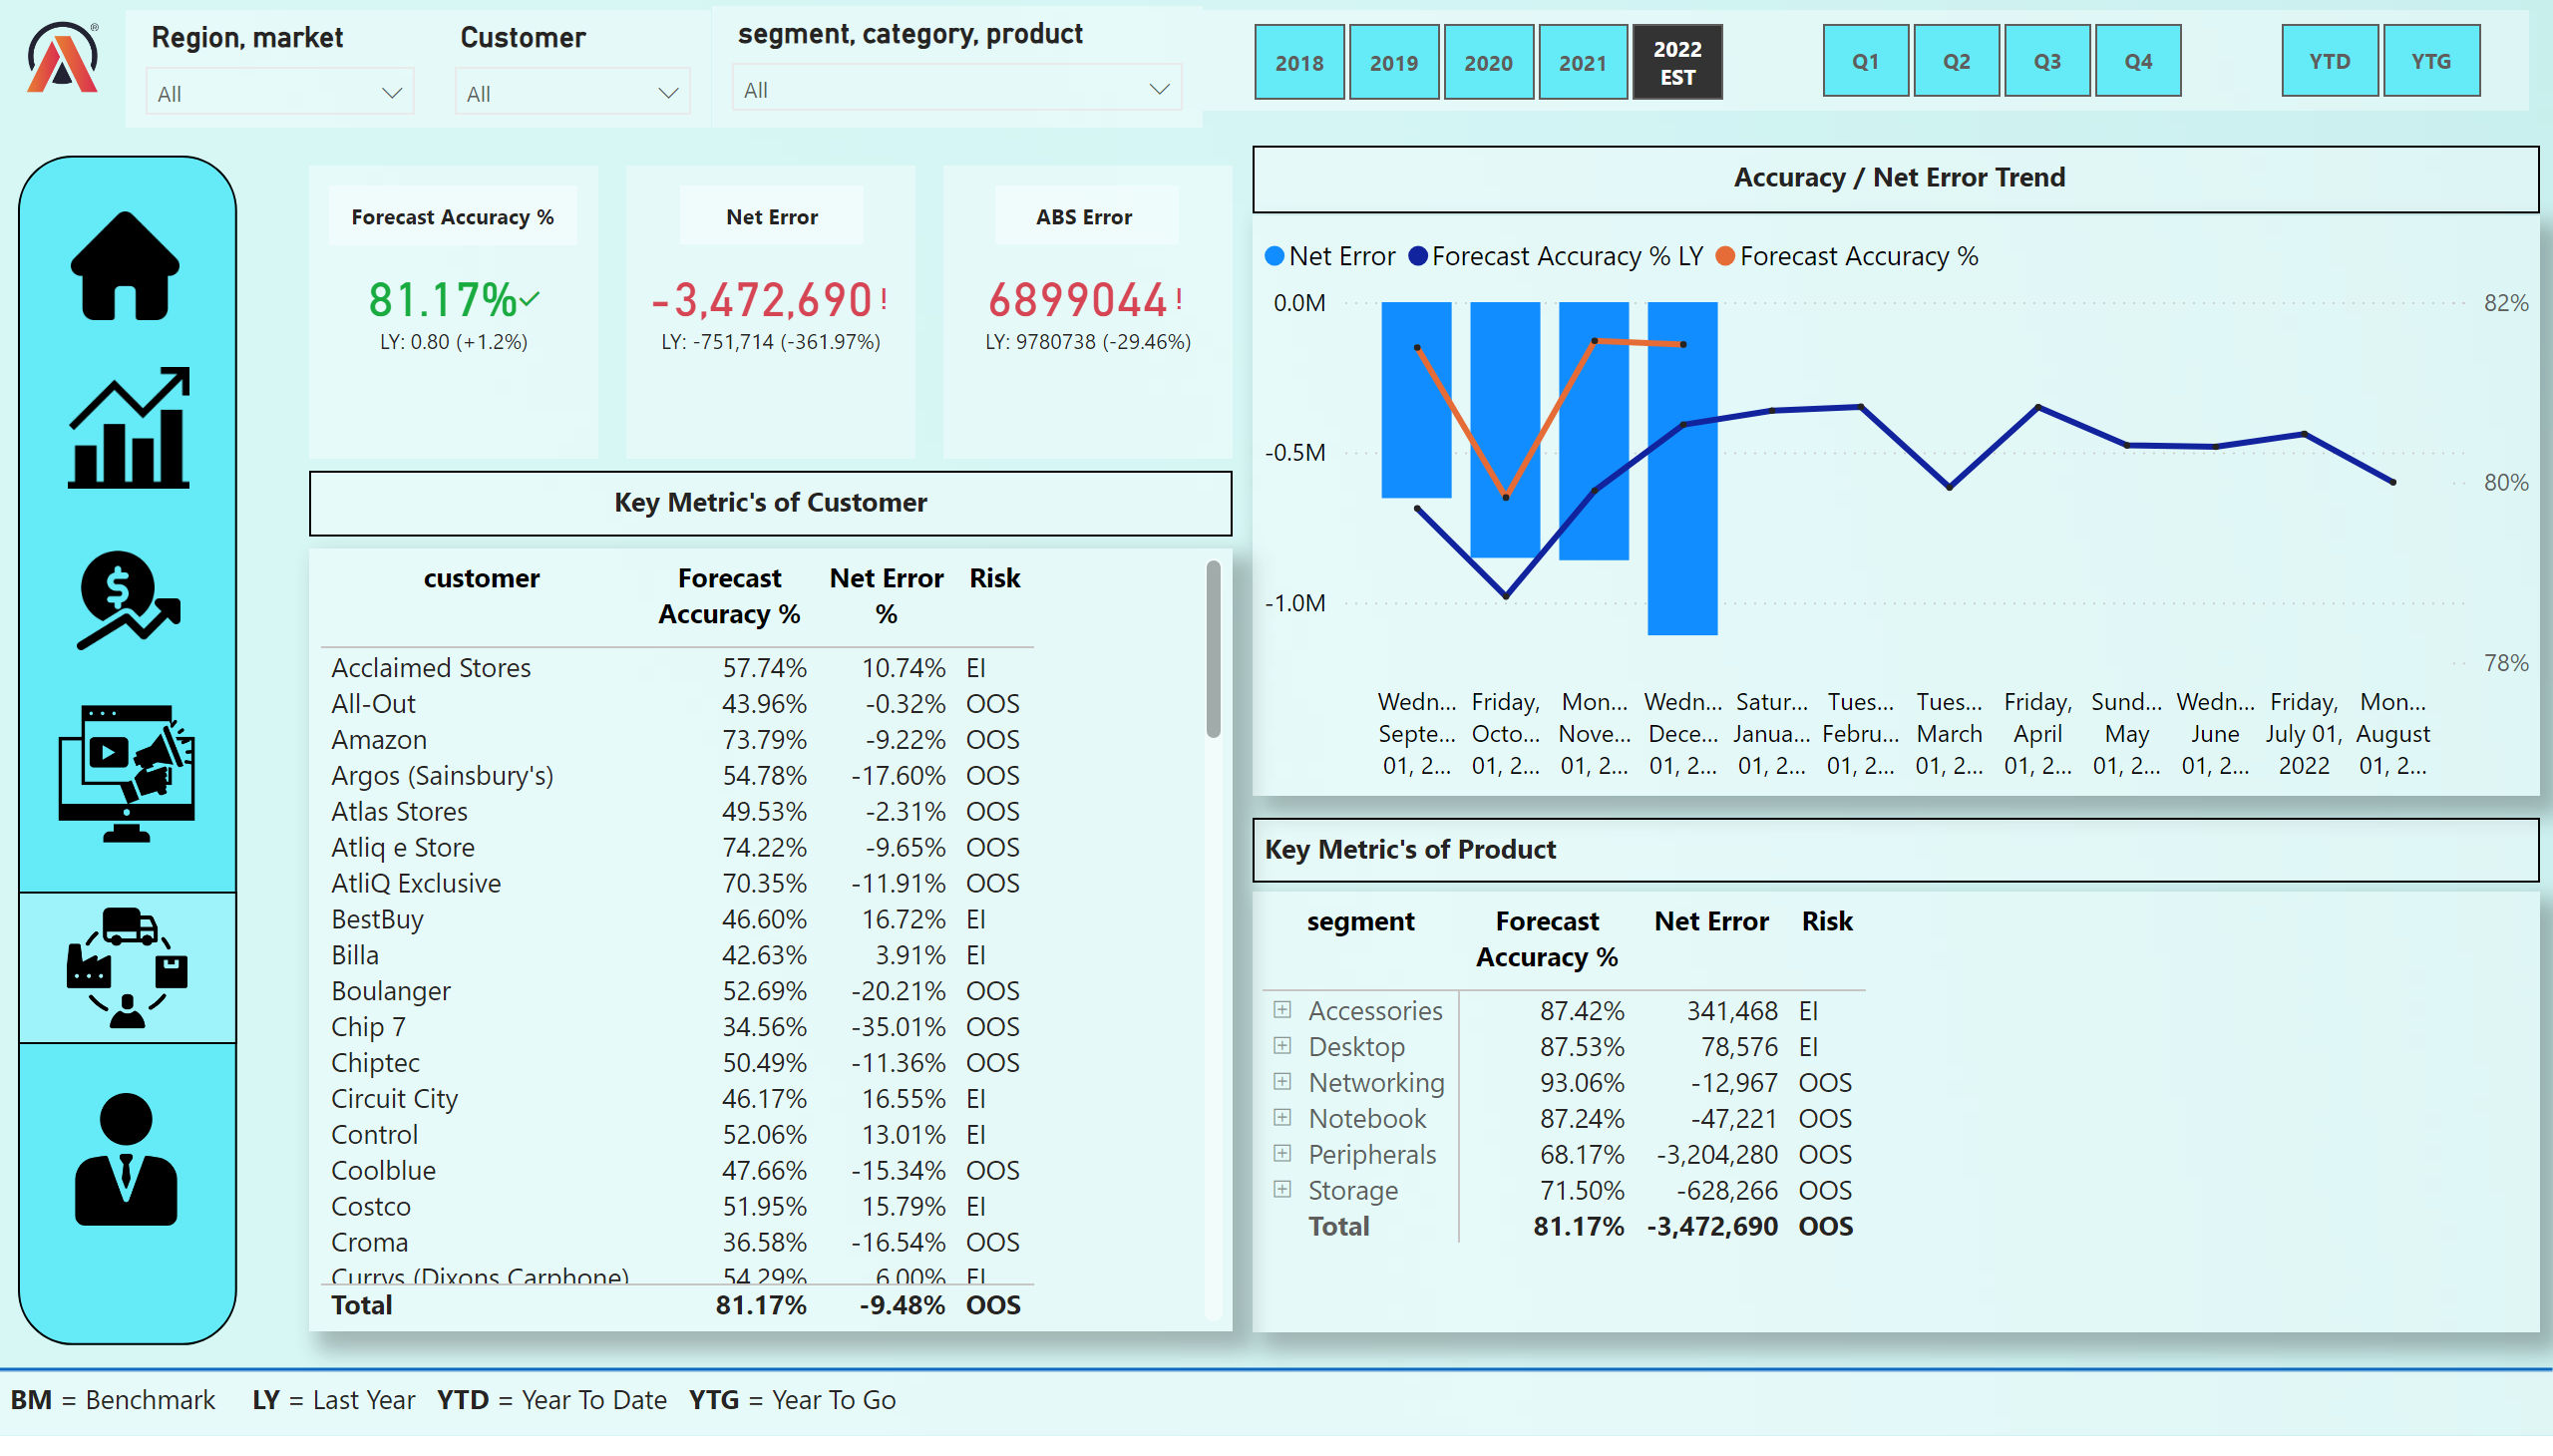 ®
Region, market
All
Customer
All
segment, category, product
All
2018
2019
2020
2021
2022
EST
Q1
Q2
Q3
Q4
YTD
YTG
Forecast Accuracy %
81.17%
LY: 0.80 (+1.2%)
Net Error
-3,472,690 !
LY: -751,714 (-361.97%)
ABS Error
6899044 !
LY: 9780738 (-29.46%)
Key Metric's of Customer
customer Forecast Net Error Risk
Accuracy % %
Acclaimed Stores 57.74% 10.74% EI
All-Out 43.96% -0.32% OOS
Amazon 73.79% -9.22% OOS
Argos (Sainsbury's) 54.78% -17.60% OOS
Atlas Stores 49.53% -2.31% OOS
Atliq e Store 74.22% -9.65% OOS
AtliQ Exclusive 70.35% -11.91% OOS
BestBuy 46.60% 16.72% EI
Billa 42.63% 3.91% EI
Boulanger 52.69% -20.21% OOS
Chip 7 34.56% -35.01% OOS
Chiptec 50.49% -11.36% OOS
Circuit City 46.17% 16.55% EI
Control 52.06% 13.01% EI
Coolblue 47.66% -15.34% OOS
Costco 51.95% 15.79% EI
Croma 36.58% -16.54% OOS
Currys (Dixons Carphone) 54.29% 6.00% EI
Total 81.17% -9.48% OOS
Accuracy / Net Error Trend
Net Error Forecast Accuracy % LY Forecast Accuracy %
0.0M
-0.5M
-1.0M
82%
80%
78%
Wedn... Friday, Mon... Wedn... Satur... Tues... Tues... Friday, Sund... Wedn... Friday, Mon...
Septe... Octo... Nove... Dece... Janua... Febru... March April May June July 01, August
01, 2... 01, 2... 01, 2... 01, 2... 01, 2... 01, 2... 01, 2... 01, 2... 01, 2... 01, 2... 2022 01, 2...
Key Metric's of Product
segment Forecast Net Error Risk
Accuracy %
Accessories 87.42% 341,468 EI
Desktop 87.53% 78,576 EI
Networking 93.06% -12,967 OOS
Notebook 87.24% -47,221 OOS
Peripherals 68.17% -3,204,280 OOS
Storage 71.50% -628,266 OOS
Total 81.17% -3,472,690 OOS
BM = Benchmark LY = Last Year YTD = Year To Date YTG = Year To Go